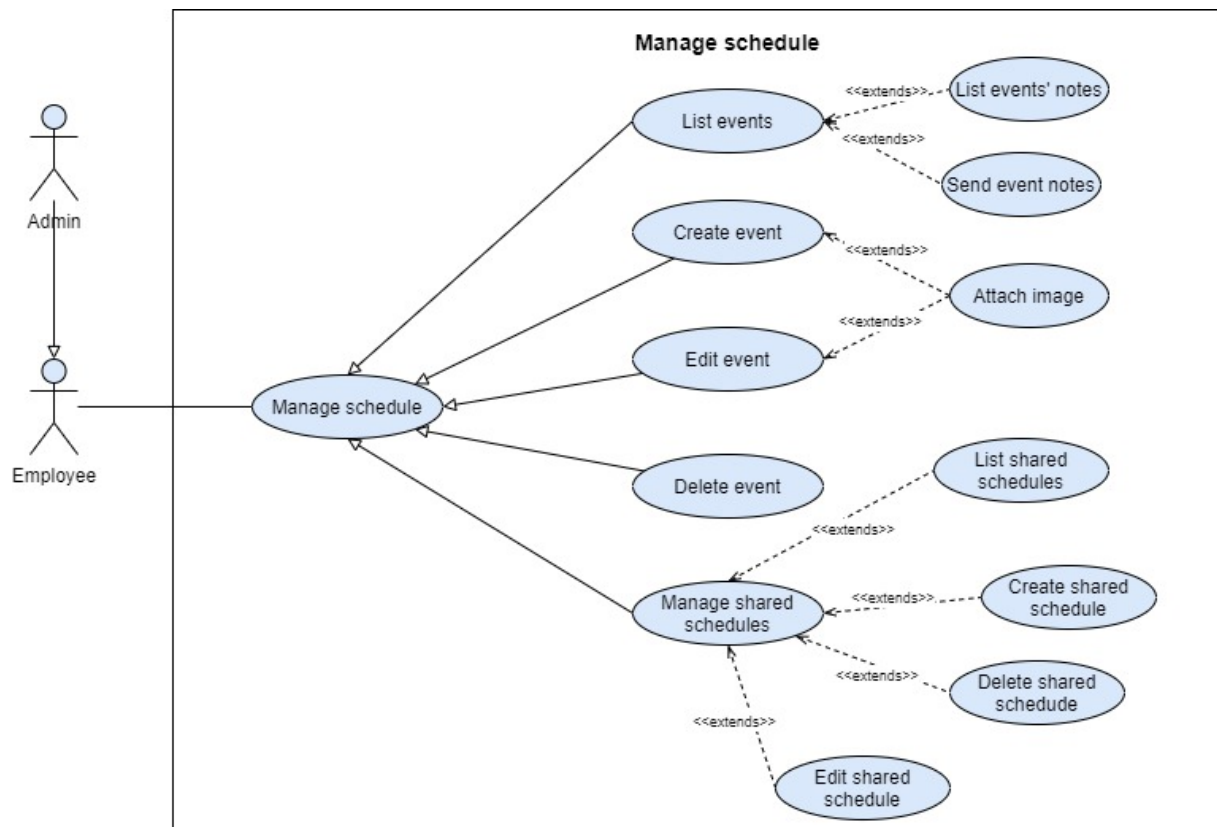 Manage schedule
List events
<<extends>>
List events' notes
<<extends>>
Send event notes
Admin
Create event
<<extends>>
Attach image
<<extends>>
Edit event
Manage schedule
Employee
Delete event
List shared
schedules
<<extends>>
Manage shared
schedules
<<extends>>
Create shared
schedule
<<extends>>
Delete shared
schedude
<<extends>>
Edit shared
schedule